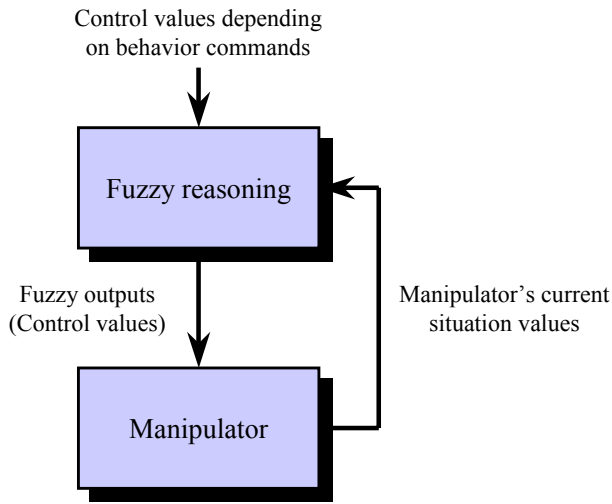 Control values depending
on behavior commands
Fuzzy reasoning
Fuzzy outputs
(Control values)
Manipulator’s current
situation values
Manipulator